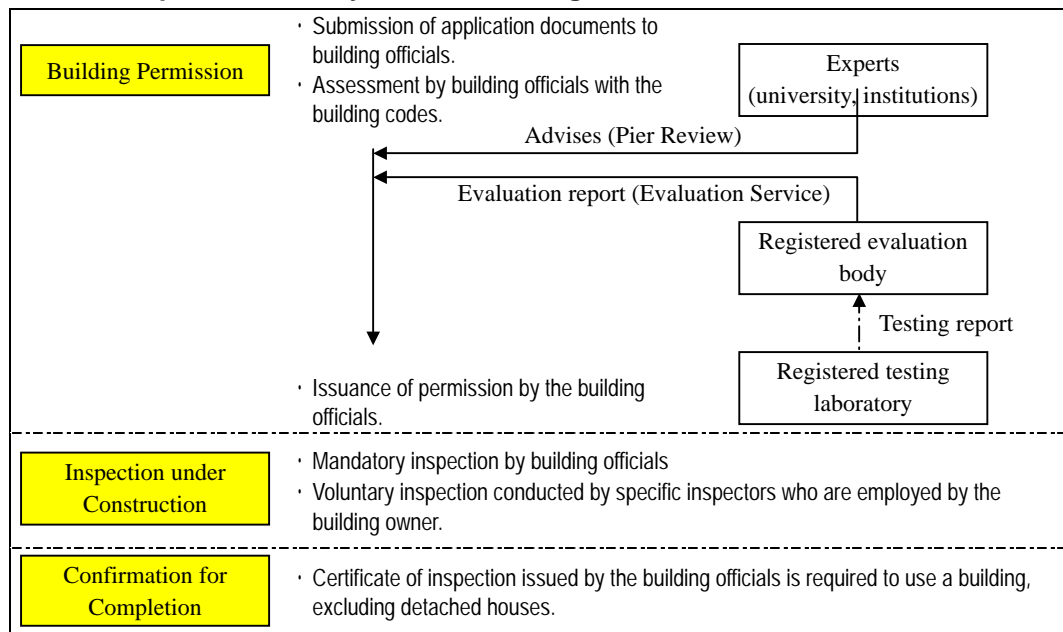 Building Permission
· Submission of application documents to
building officials.
· Assessment by building officials with the
building codes.
Experts
(university, institutions)
Advises (Pier Review)
Evaluation report (Evaluation Service)
Registered evaluation
body
Testing report
Registered testing
laboratory
· Issuance of permission by the building
officials.
Inspection under
Construction
· Mandatory inspection by building officials
· Voluntary inspection conducted by specific inspectors who are employed by the
building owner.
Confirmation for
Completion
· Certificate of inspection issued by the building officials is required to use a building,
excluding detached houses.